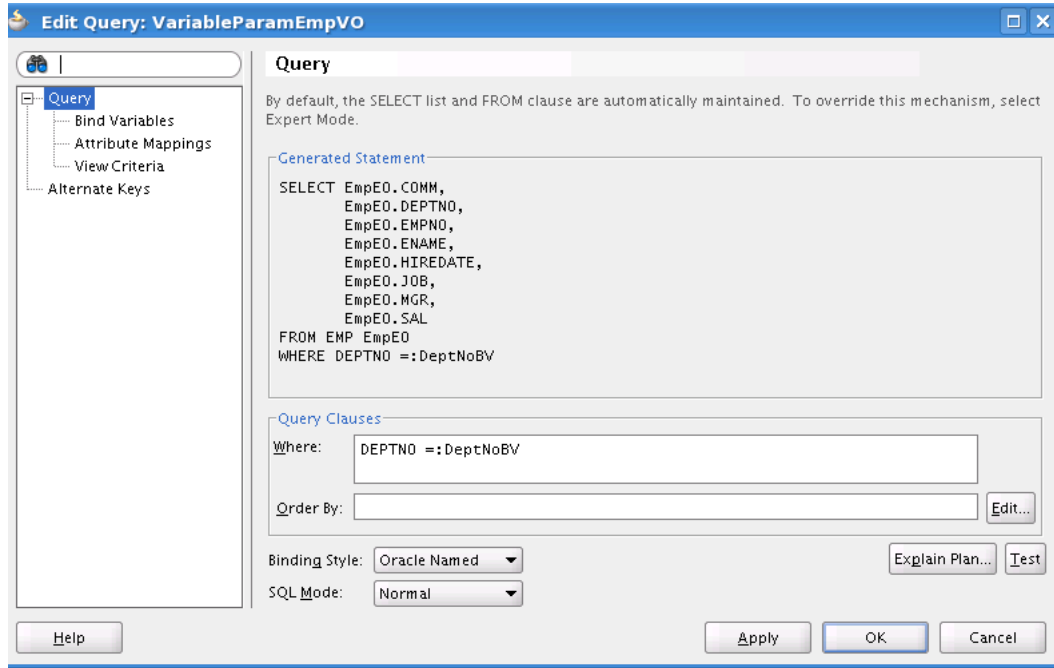 Edit Query: VariableParamEmpVO
Query
Bind Variables
Attribute Mappings
View Criteria
Alternate Keys
Query
By default, the SELECT list and FROM clause are automatically maintained. To override this mechanism, select
Expert Mode.
Generated Statement
SELECT EmpEO.COMM,
EmpEO.DEPTNO,
EmpEO.EMPNO,
EmpEO.ENAME,
EmpEO.HIREDATE,
EmpEO.JOB,
EmpEO.MGR,
EmpEO.SAL
FROM EMP EmpEO
WHERE DEPTNO =:DeptNoBV
Query Clauses
Where: DEPTNO =:DeptNoBV
Order By: Edit...
Binding Style: Oracle Named Explain Plan... Test
SQL Mode: Normal
Help Apply OK Cancel